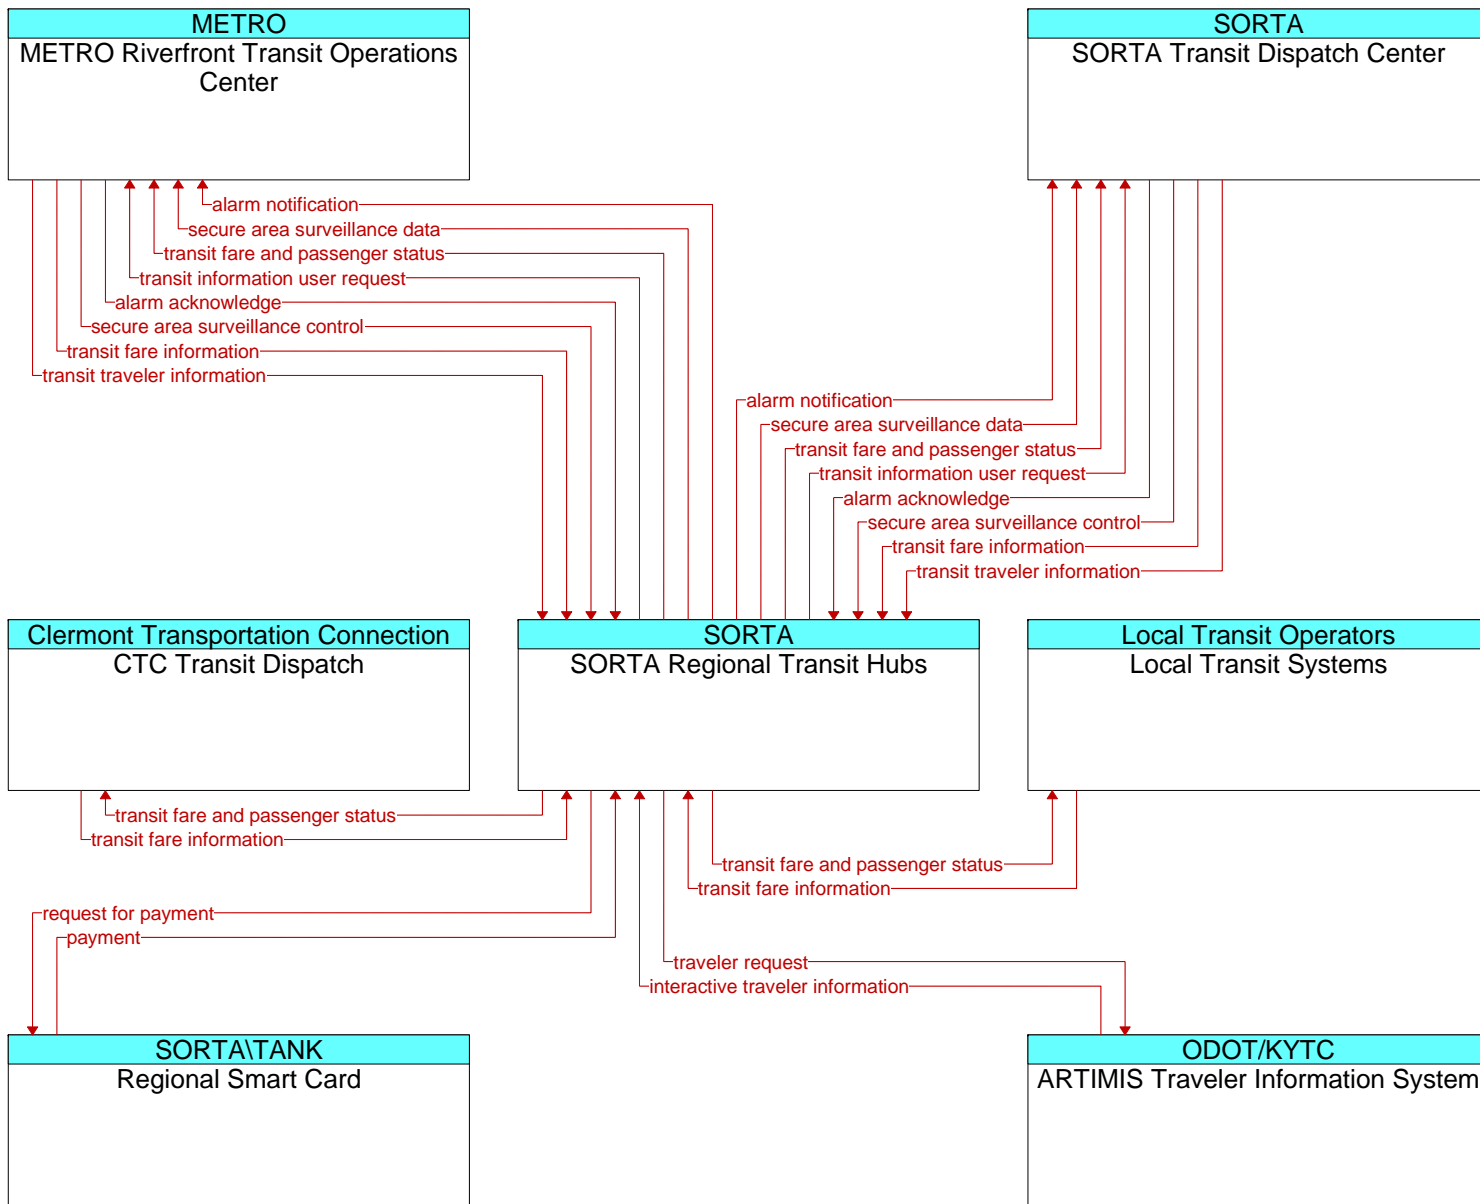 METRO
METRO Riverfront Transit Operations
Center
SORTA
SORTA Transit Dispatch Center
alarm notification
secure area surveillance data
transit fare and passenger status
transit information user request
alarm acknowledge
secure area surveillance control
transit fare information
transit traveler information
alarm notification
secure area surveillance data
transit fare and passenger status
transit information user request
alarm acknowledge
secure area surveillance control
transit fare information
transit traveler information
Clermont Transportation Connection
CTC Transit Dispatch
SORTA
SORTA Regional Transit Hubs
Local Transit Operators
Local Transit Systems
transit fare and passenger status
transit fare information
transit fare and passenger status
transit fare information
request for payment
payment
traveler request
interactive traveler information
SORTA\TANK
Regional Smart Card
ODOT/KYTC
ARTIMIS Traveler Information System